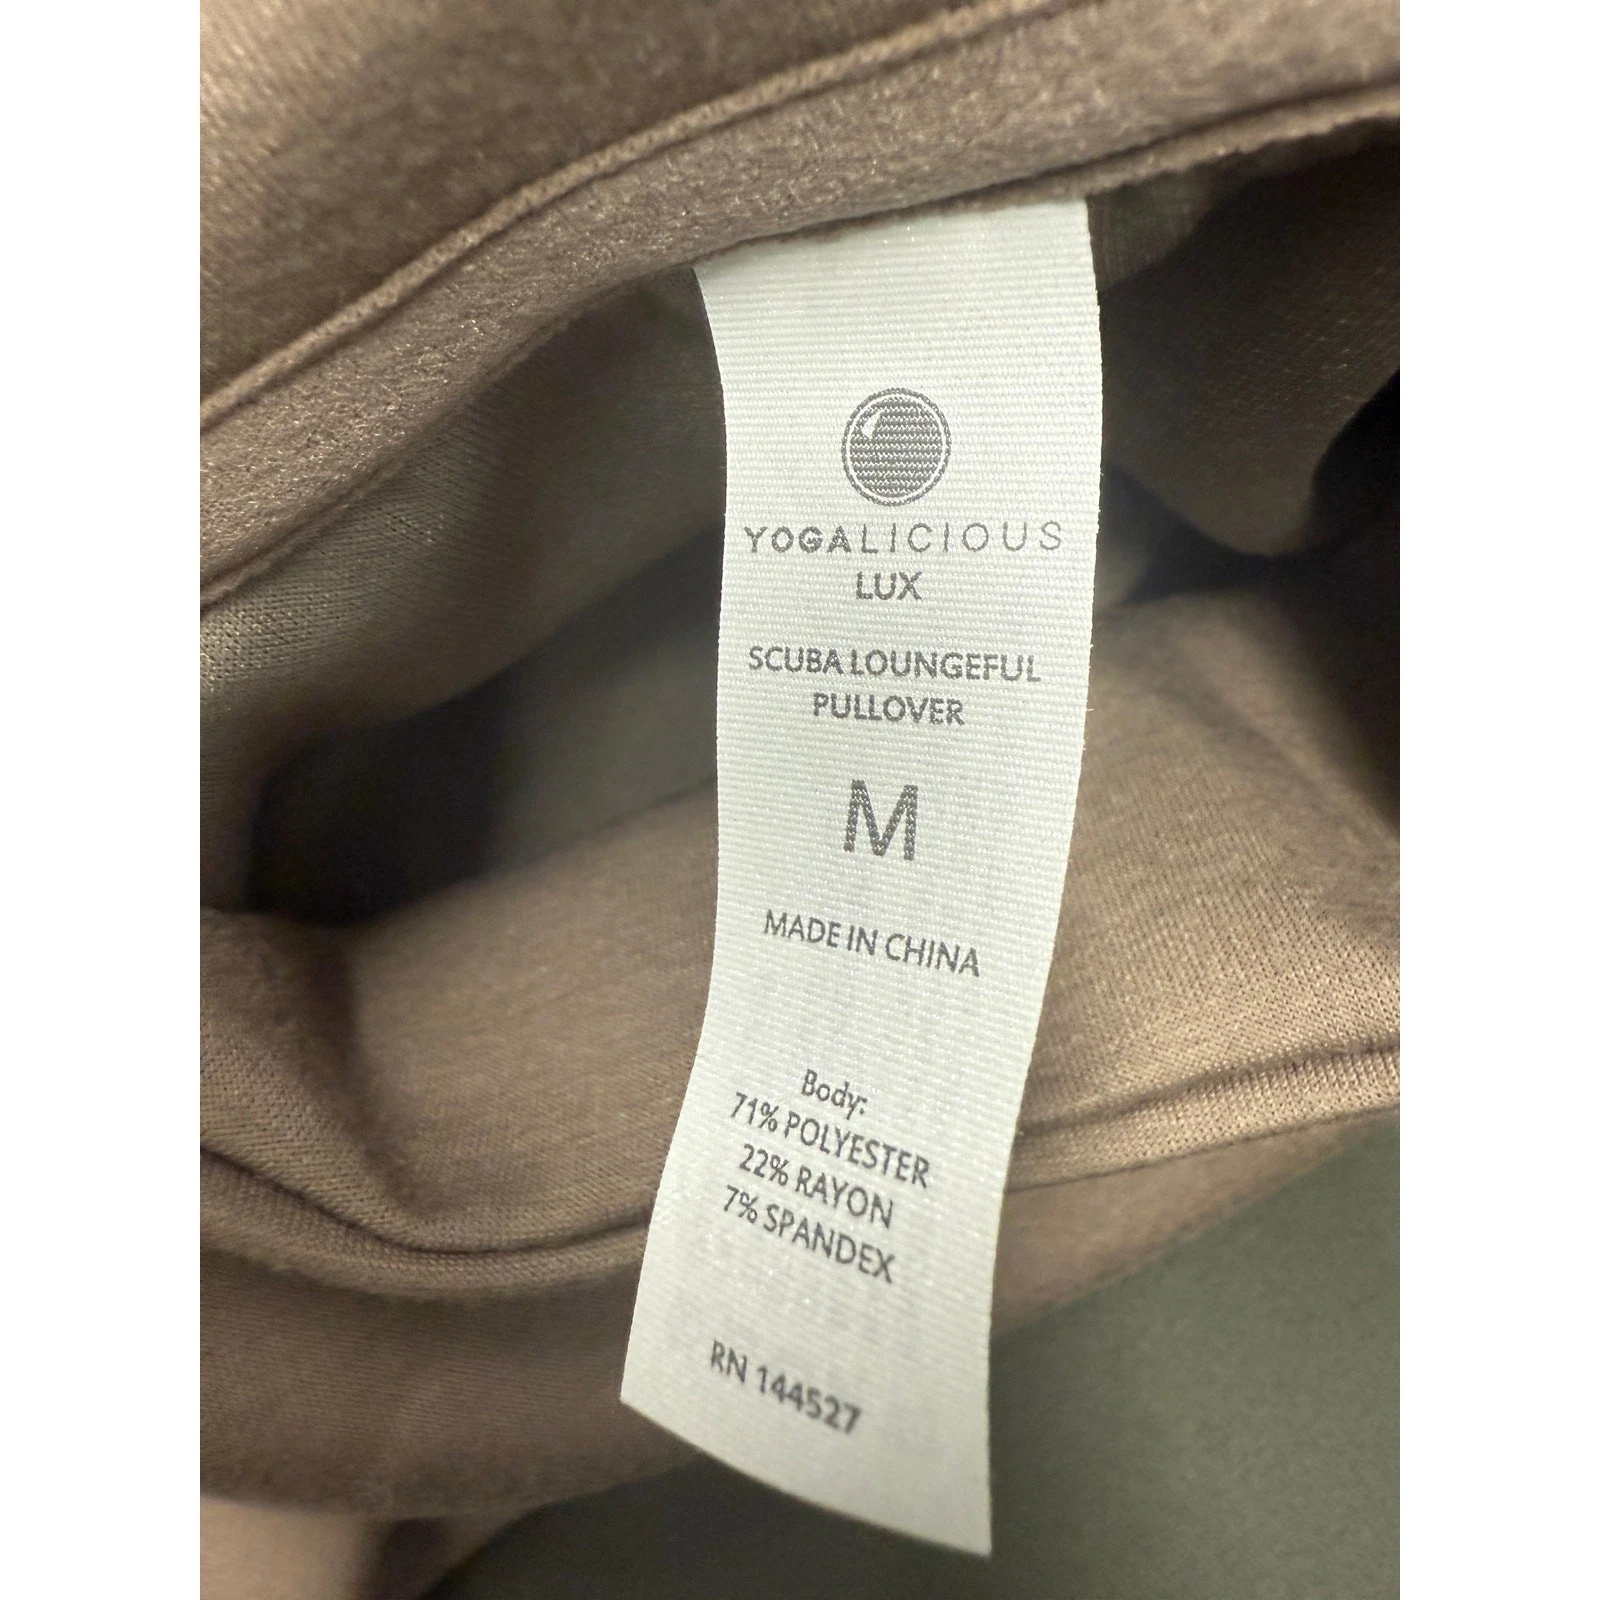 YOGALICIOUS
LUX
SCUBA LOUNGEFUL
PULLOVER
M
MADE IN CHINA
Body:
71% POLYESTER
22% RAYON
7% SPANDEX
RN 144527